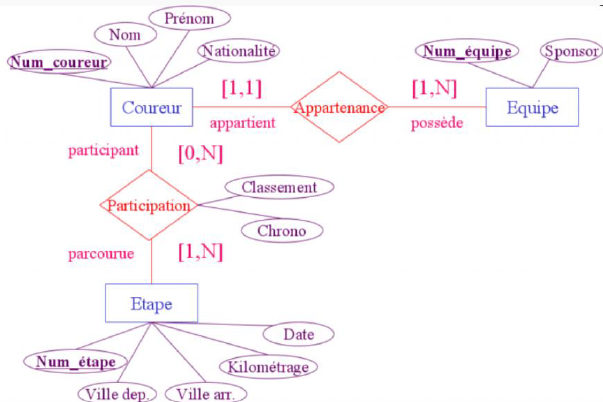 Prénom
Nom
Nationalité
Num_coureur
Num_équipe
Sponsor
Coureur
[1,1]
Appartenance
[1,N]
Equipe
appartient
possède
participant
[0,N]
Classement
Participation
Chrono
parcourue
[1,N]
Etape
Date
Num_étape
Kilométrage
Ville dep.
Ville arr.